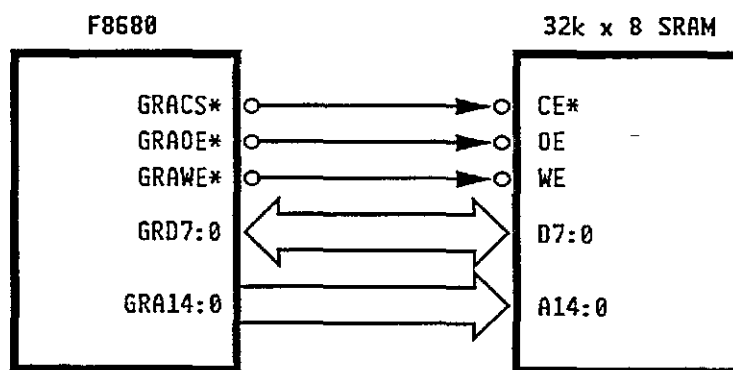 F8680 32k x 8 SRAM
GRACS* CE*
GRAOE* OE
GRAWE* WE
GRD7:0 D7:0
GRA14:0 A14:0